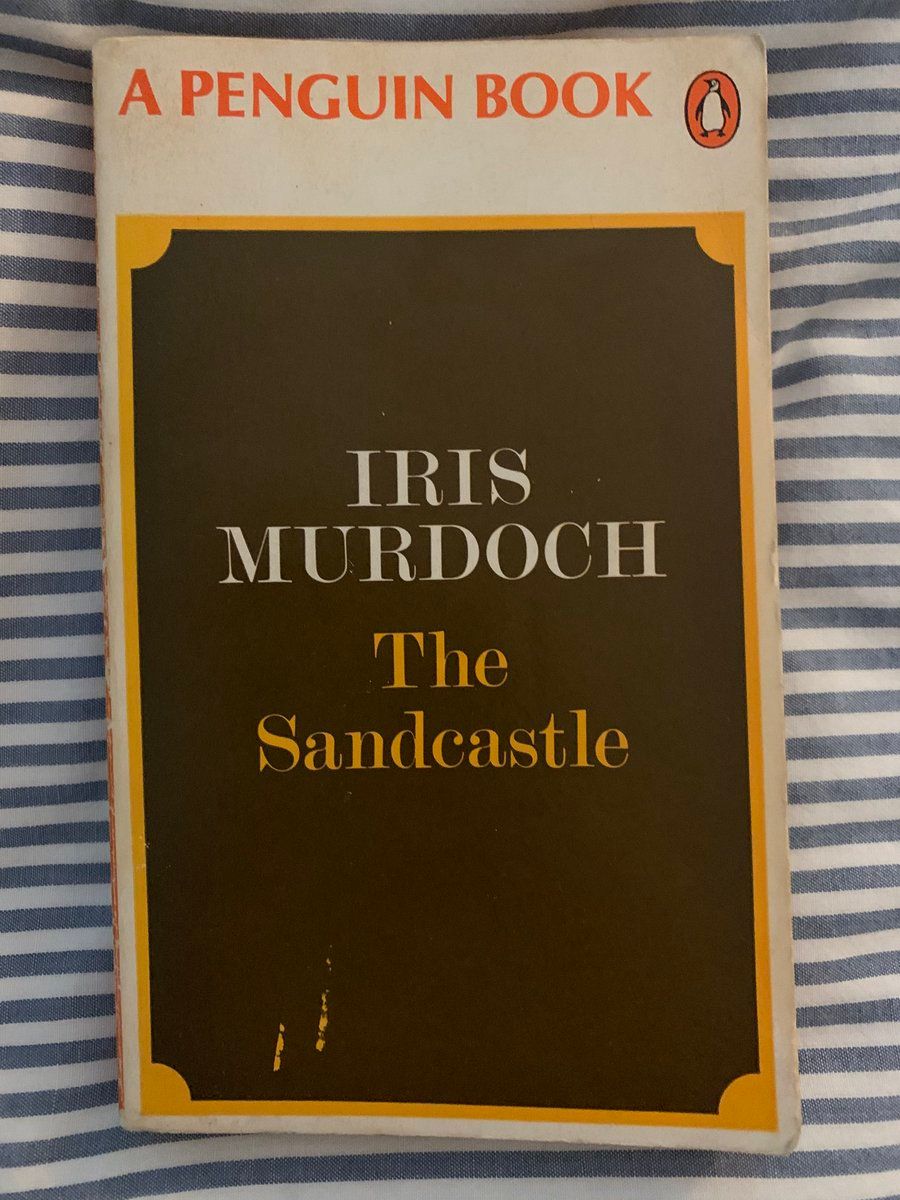 A PENGUIN BOOK
IRIS
MURDOCH
The
Sandcastle